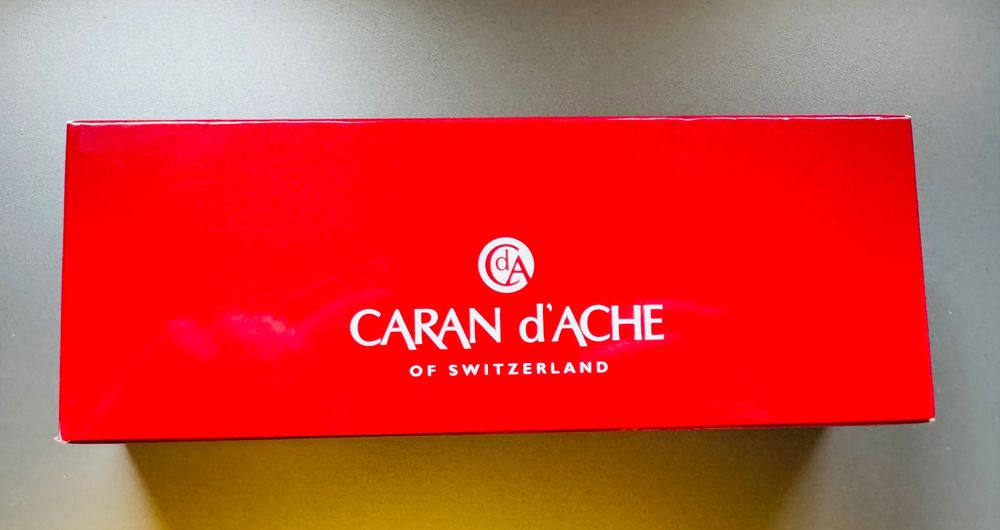 CdA
CARAN d'ACHE
OF SWITZERLAND